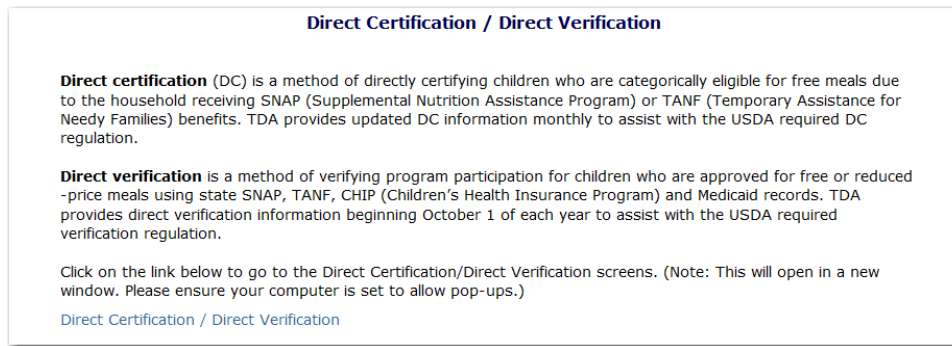 Direct Certification / Direct Verification
Direct certification (DC) is a method of directly certifying children who are categorically eligible for free meals due
to the household receiving SNAP (Supplemental Nutrition Assistance Program) or TANF (Temporary Assistance for
Needy Families) benefits. TDA provides updated DC information monthly to assist with the USDA required DC
regulation.
Direct verification is a method of verifying program participation for children who are approved for free or reduced
-price meals using state SNAP, TANF, CHIP (Children's Health Insurance Program) and Medicaid records. TDA
provides direct verification information beginning October 1 of each year to assist with the USDA required
verification regulation.
Click on the link below to go to the Direct Certification/Direct Verification screens. (Note: This will open in a new
window. Please ensure your computer is set to allow pop-ups.)
Direct Certification / Direct Verification